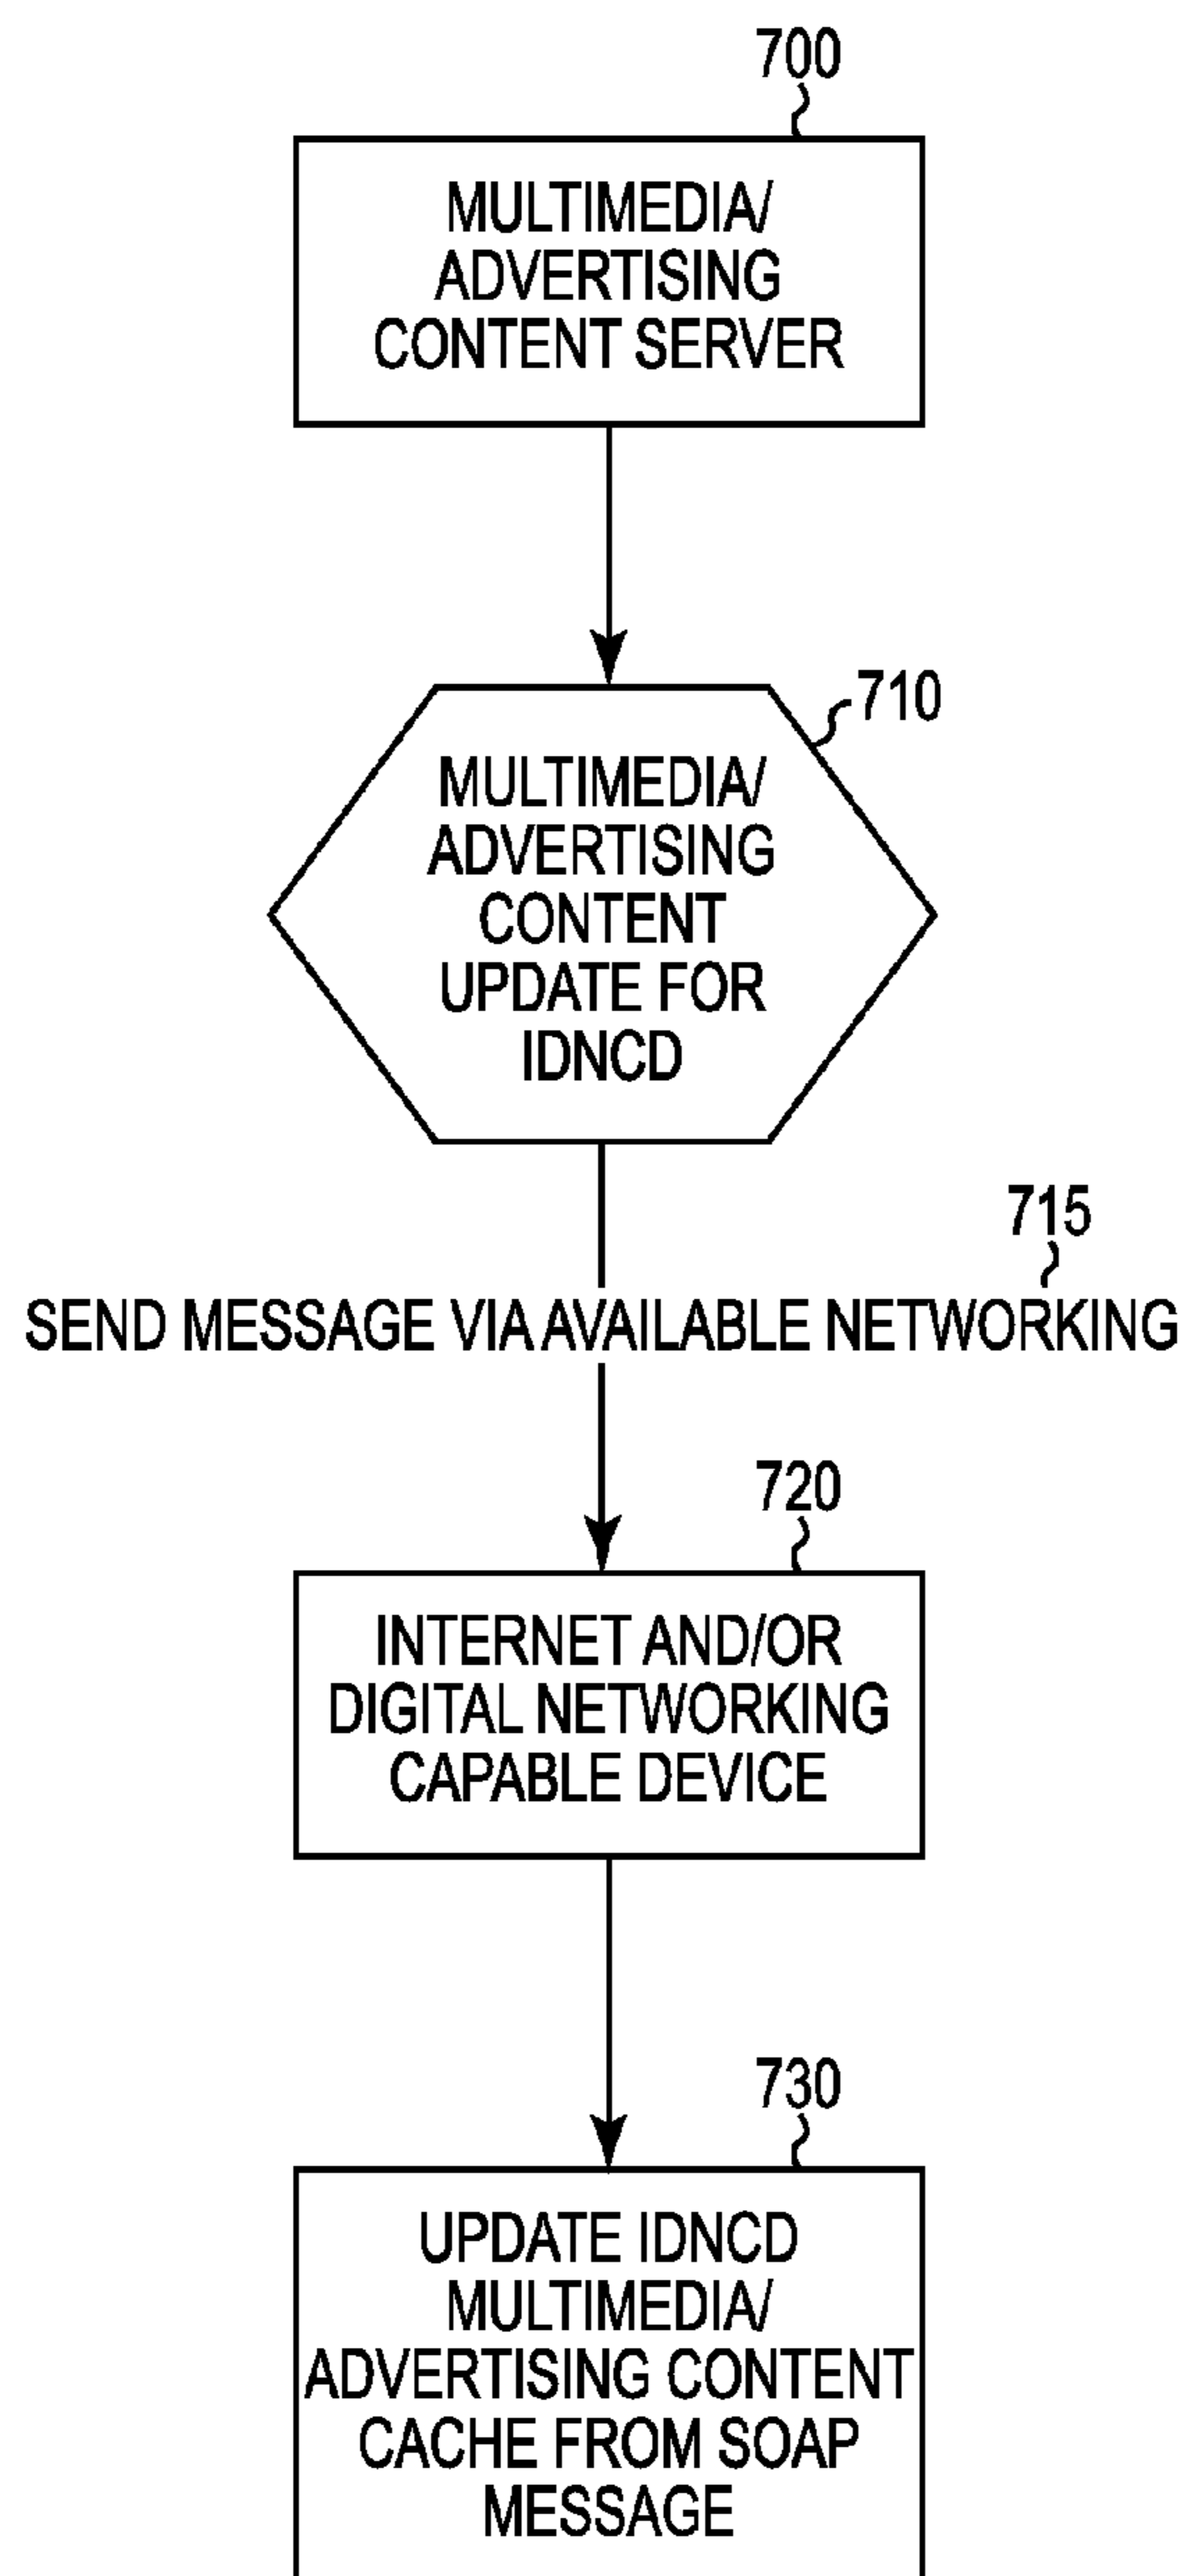 700
MULTIMEDIA/
ADVERTISING
CONTENT SERVER
710
MULTIMEDIA/
ADVERTISING
CONTENT
UPDATE FOR
IDNCD
715
SEND MESSAGE VIA AVAILABLE NETWORKING
720
INTERNET AND/OR
DIGITAL NETWORKING
CAPABLE DEVICE
730
UPDATE IDNCD
MULTIMEDIA/
ADVERTISING CONTENT
CACHE FROM SOAP
MESSAGE